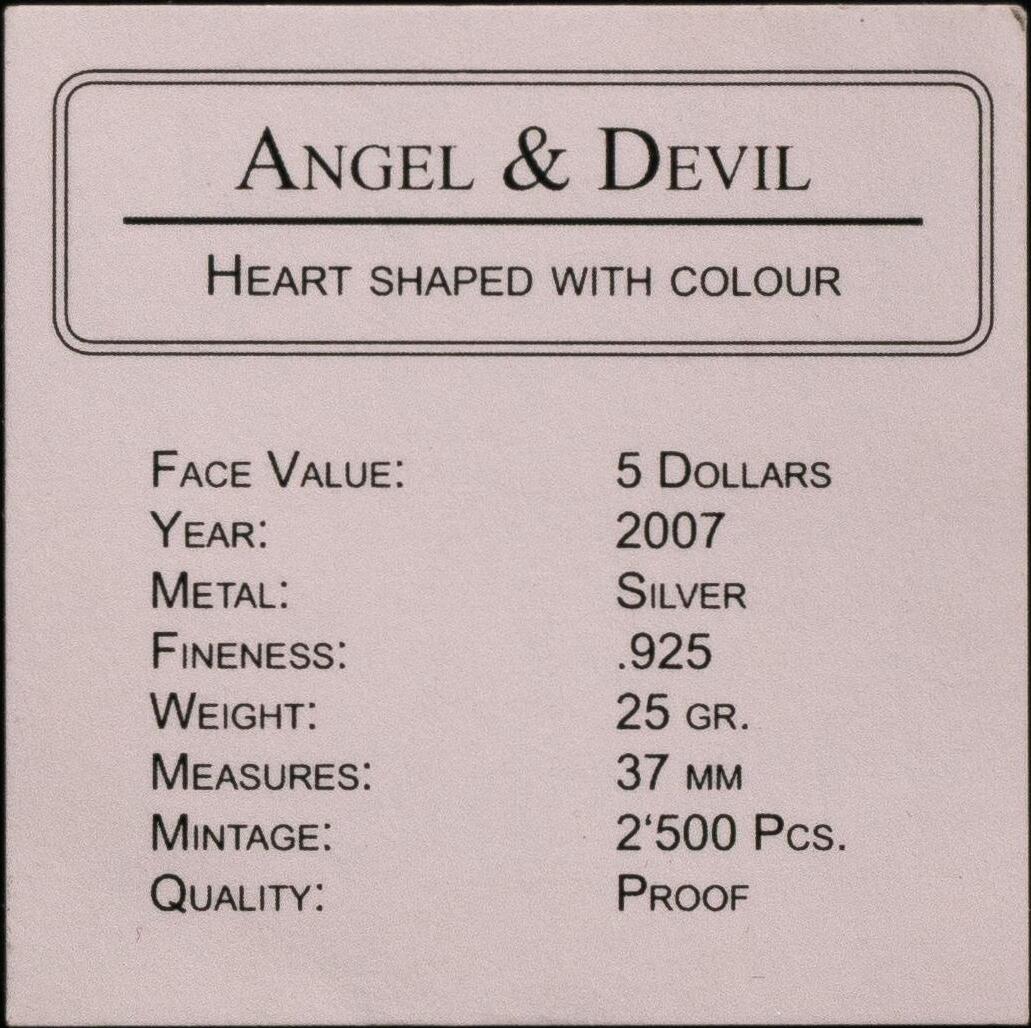 Angel & Devil
Heart shaped with colour
Face Value: 5 Dollars
Year: 2007
Metal: Silver
Fineness: .925
Weight: 25 gr.
Measures: 37 mm
Mintage: 2‘500 Pcs.
Quality: Proof